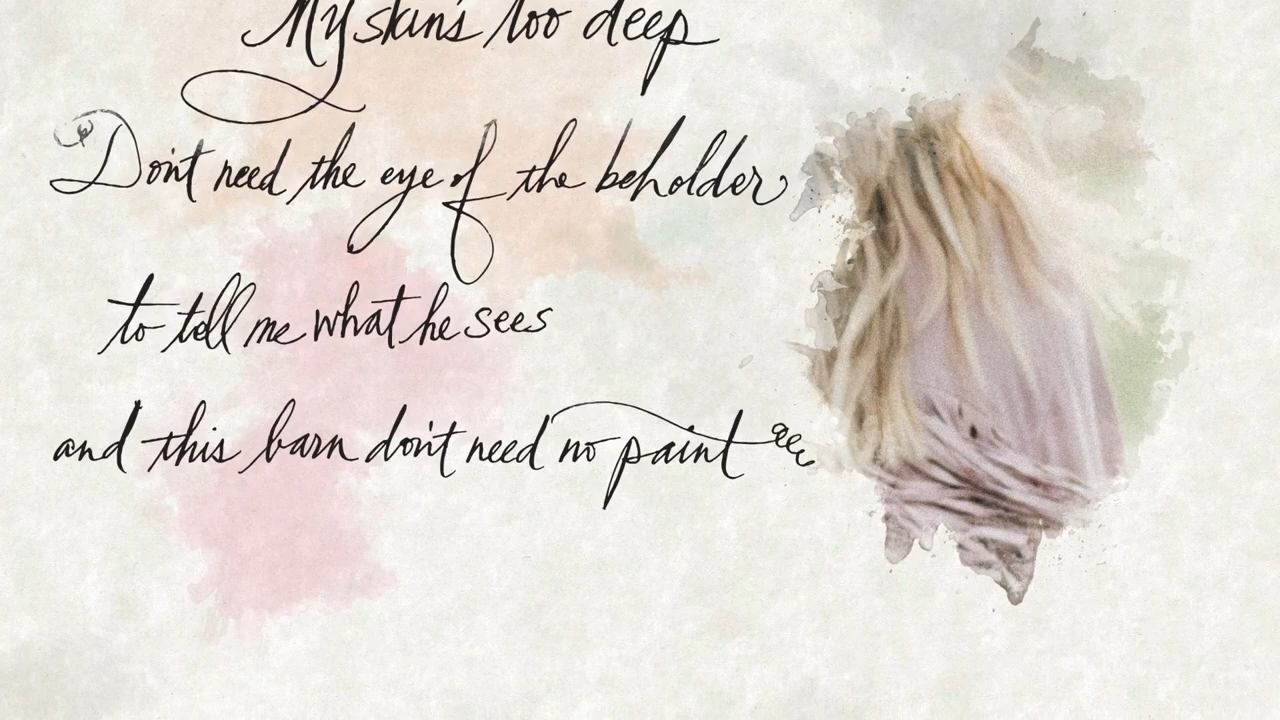 My skin's too deep
Don't need the eye of the beholder
to tell me what he sees
and this barn don't need no paint